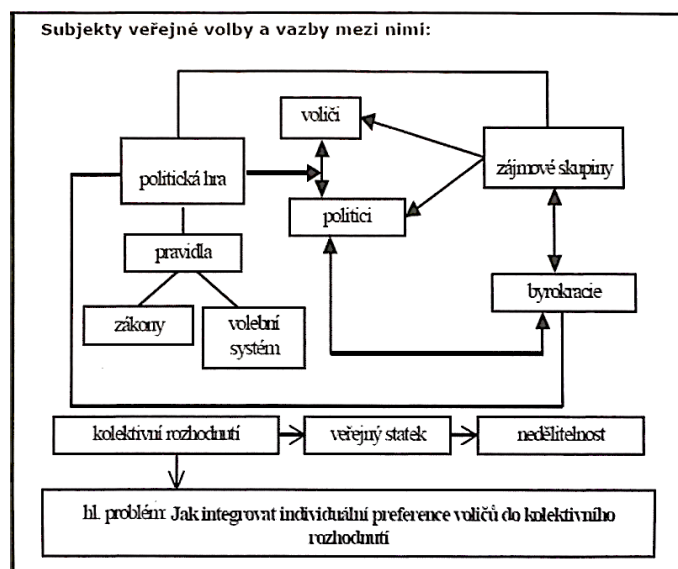 Subjekty veřejné volby a vazby mezi nimi:
voliči
politická hra
zájmové skupiny
politici
pravidla
byrokracie
zákony
volební
systém
kolektivní rozhodnutí
veřejný statek
nedělitelnost
hl. problém: Jak integrovat individuální preference voličů do kolektivního
rozhodnutí